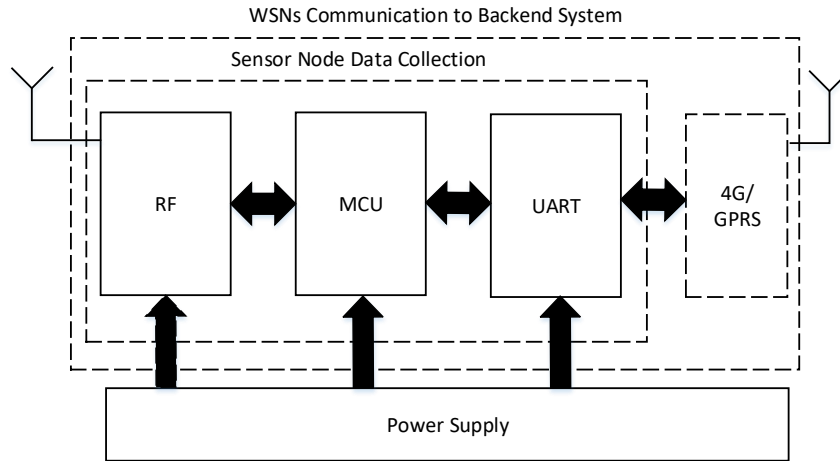 WSNs Communication to Backend System
Sensor Node Data Collection
RF
MCU
UART
4G/
GPRS
Power Supply